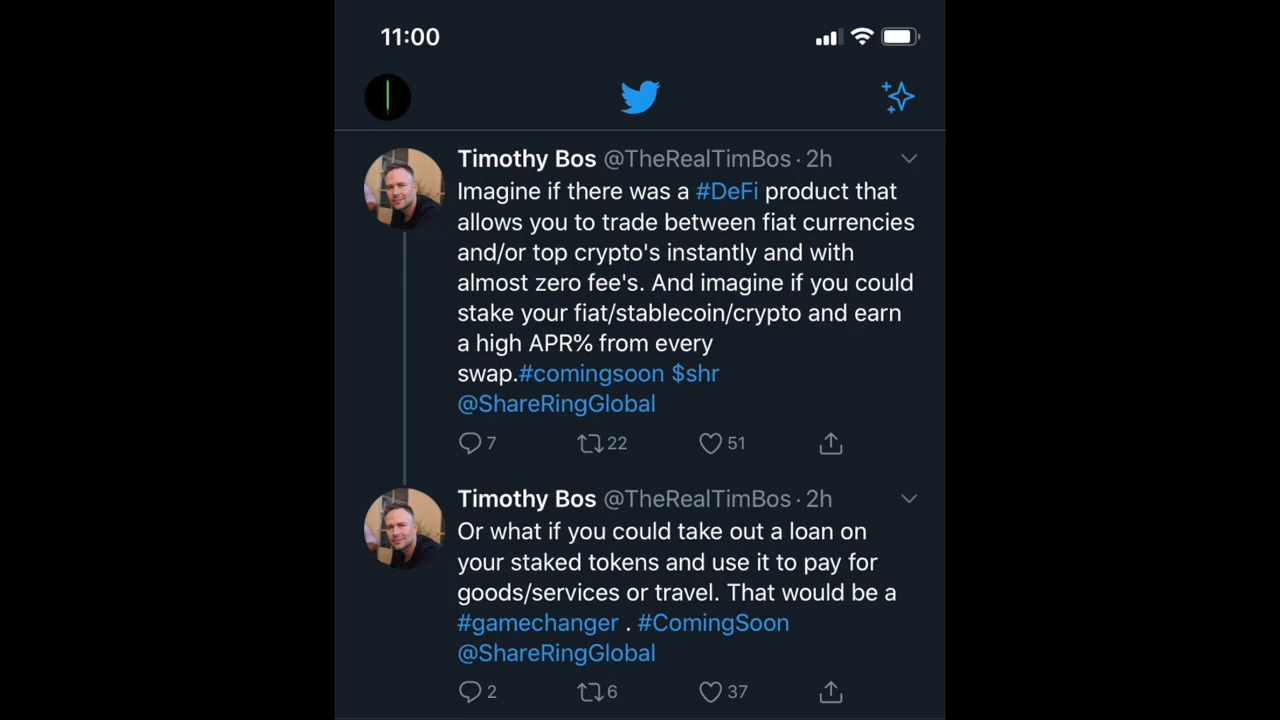 11:00
Timothy Bos @TheRealTimBos · 2h
Imagine if there was a #DeFi product that
allows you to trade between fiat currencies
and/or top crypto's instantly and with
almost zero fee's. And imagine if you could
stake your fiat/stablecoin/crypto and earn
a high APR% from every
swap.#comingsoon $shr
@ShareRingGlobal
7 22 51
Timothy Bos @TheRealTimBos · 2h
Or what if you could take out a loan on
your staked tokens and use it to pay for
goods/services or travel. That would be a
#gamechanger . #ComingSoon
@ShareRingGlobal
2 6 37